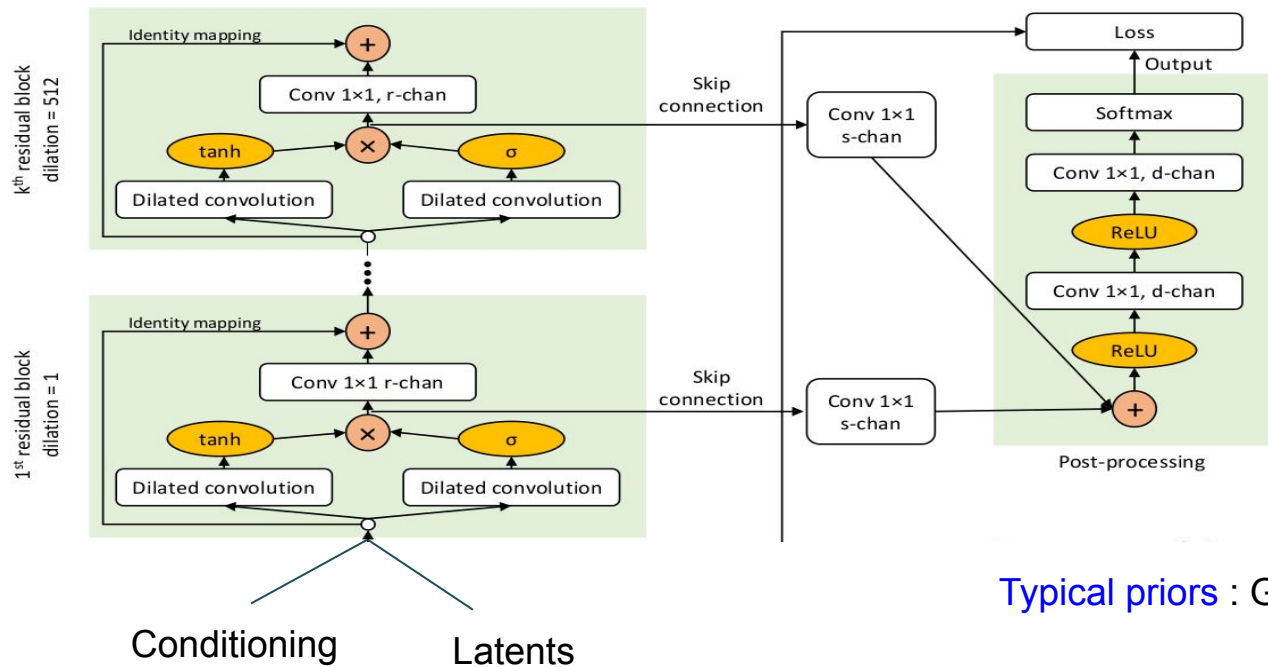 Identity mapping
+
Conv 1×1, r-chan
×
tanh
σ
Dilated convolution
Dilated convolution
kth residual block
dilation = 512
Identity mapping
+
Conv 1×1 r-chan
×
tanh
σ
Dilated convolution
Dilated convolution
1st residual block
dilation = 1
Conditioning
Latents
Skip
connection
Conv 1×1
s-chan
Skip
connection
Conv 1×1
s-chan
Loss
Output
Softmax
Conv 1×1, d-chan
ReLU
Conv 1×1, d-chan
ReLU
+
Post-processing
Typical priors : G